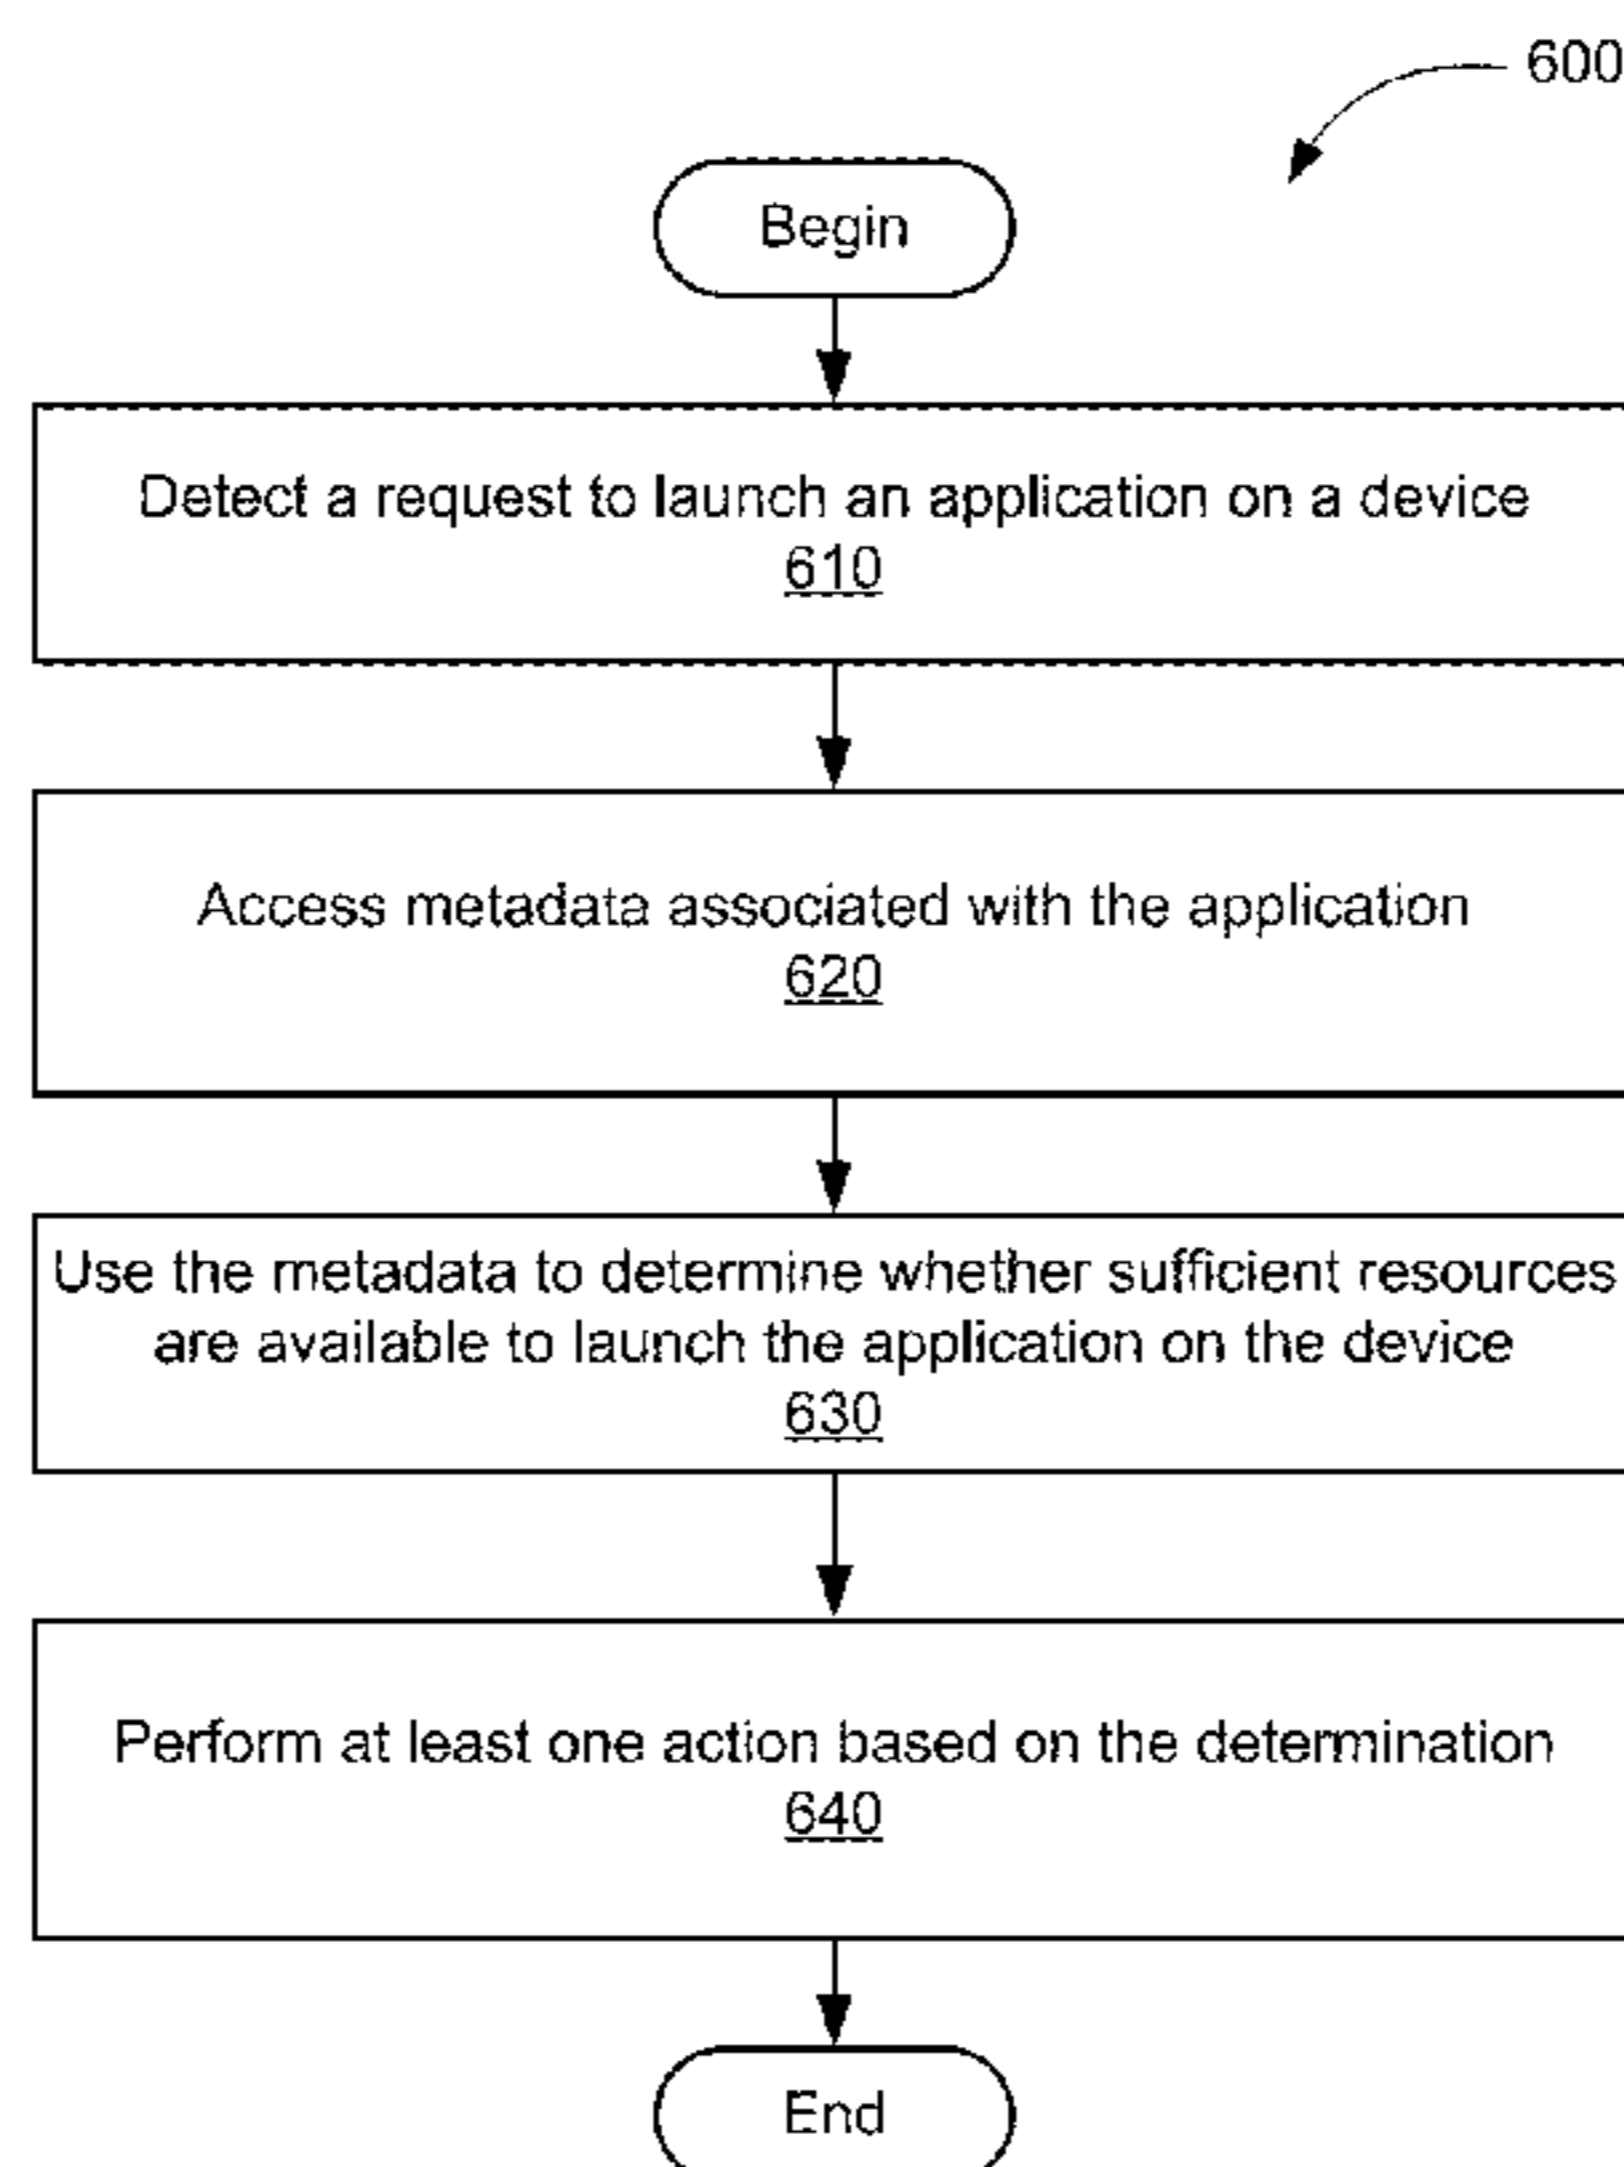 600
Begin
Detect a request to launch an application on a device
610
Access metadata associated with the application
620
Use the metadata to determine whether sufficient resources
are available to launch the application on the device
630
Perform at least one action based on the determination
640
End